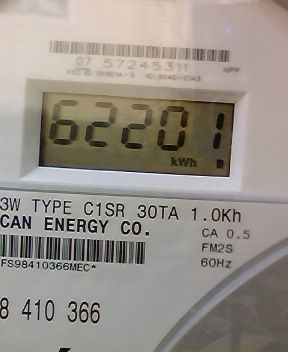 07 57245311
HPP
62201
kWh
3W TYPE C1SR 30TA 1.0Kh
CAN ENERGY CO.
CA 0.5
FM2S
60Hz
FS98410366MEC*
8 410 366